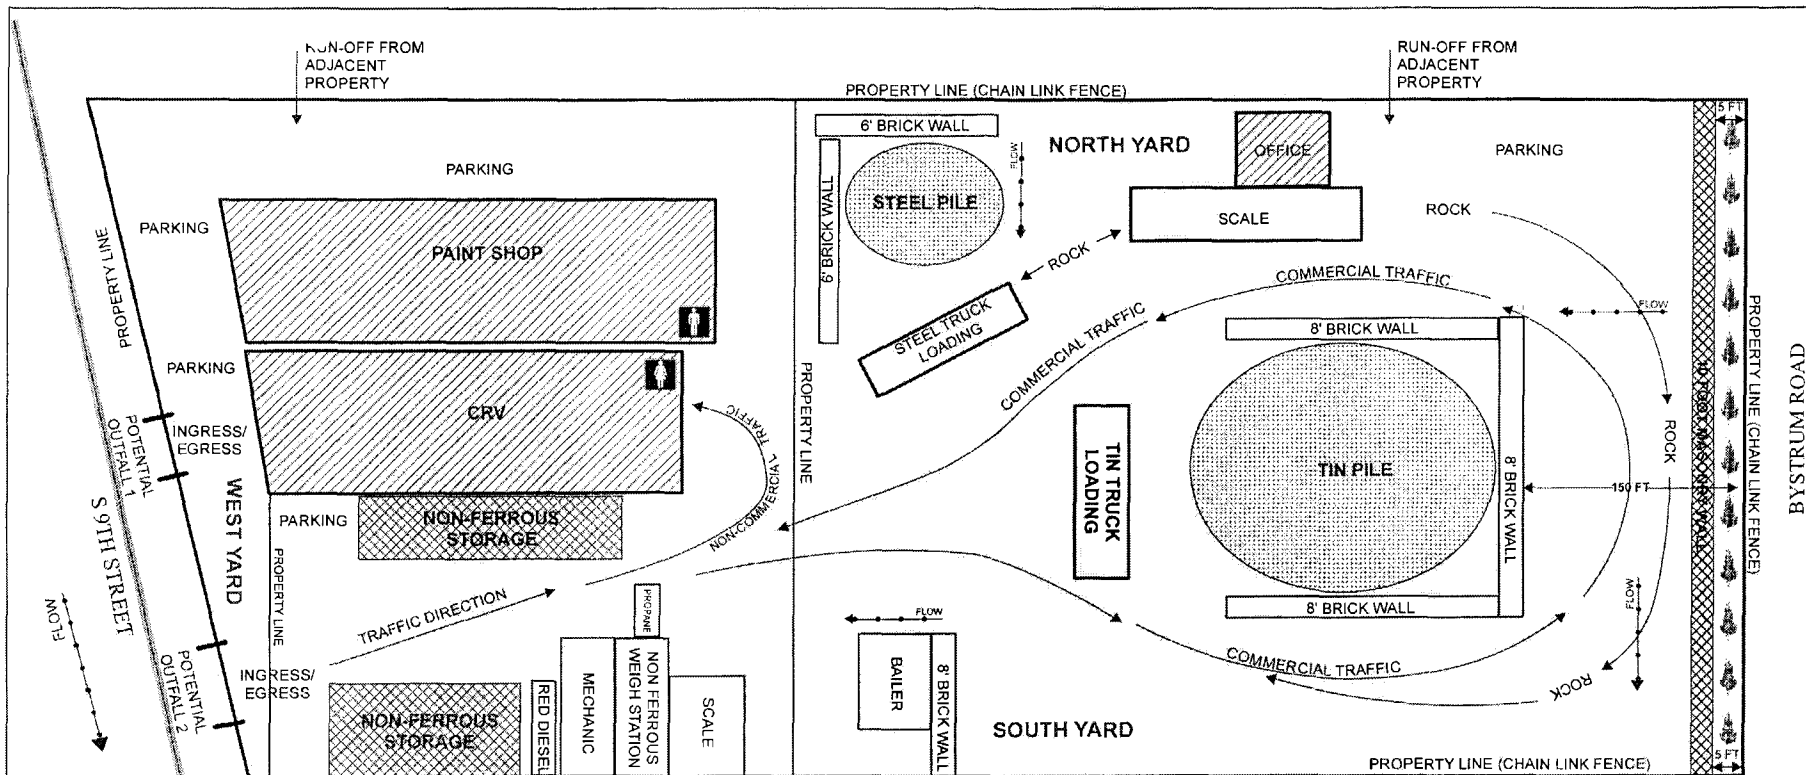 RUN-OFF FROM
ADJACENT
PROPERTY
RUN-OFF FROM
ADJACENT
PROPERTY
PROPERTY LINE (CHAIN LINK FENCE)
5 FT
6' BRICK WALL
NORTH YARD
OFFICE
PARKING
FLOW
PARKING
6' BRICK WALL
STEEL PILE
SCALE
ROCK
PARKING
PAINT SHOP
ROCK
PROPERTY LINE
COMMERCIAL TRAFFIC
STEEL TRUCK
LOADING
COMMERCIAL TRAFFIC
FLOW
8' BRICK WALL
PARKING
CRV
PROPERTY LINE
NON-COMMERCIAL TRAFFIC
TIN TRUCK
LOADING
TIN PILE
8' BRICK WALL
150 FT
ROCK
10 FOOT MASONRY WALL
PROPERTY LINE (CHAIN LINK FENCE)
BYSTRUM ROAD
POTENTIAL
OUTFALL 1
INGRESS/
EGRESS
WEST YARD
S 9TH STREET
FLOW
PARKING
NON-FERROUS
STORAGE
PROPERTY LINE
TRAFFIC DIRECTION
PROPANE
FLOW
8' BRICK WALL
FLOW
COMMERCIAL TRAFFIC
ROCK
POTENTIAL
OUTFALL 2
INGRESS/
EGRESS
NON-FERROUS
STORAGE
RED DIESEL
MECHANIC
NON FERROUS
WEIGH STATION
SCALE
BAILER
8' BRICK WALL
SOUTH YARD
5 FT
PROPERTY LINE (CHAIN LINK FENCE)